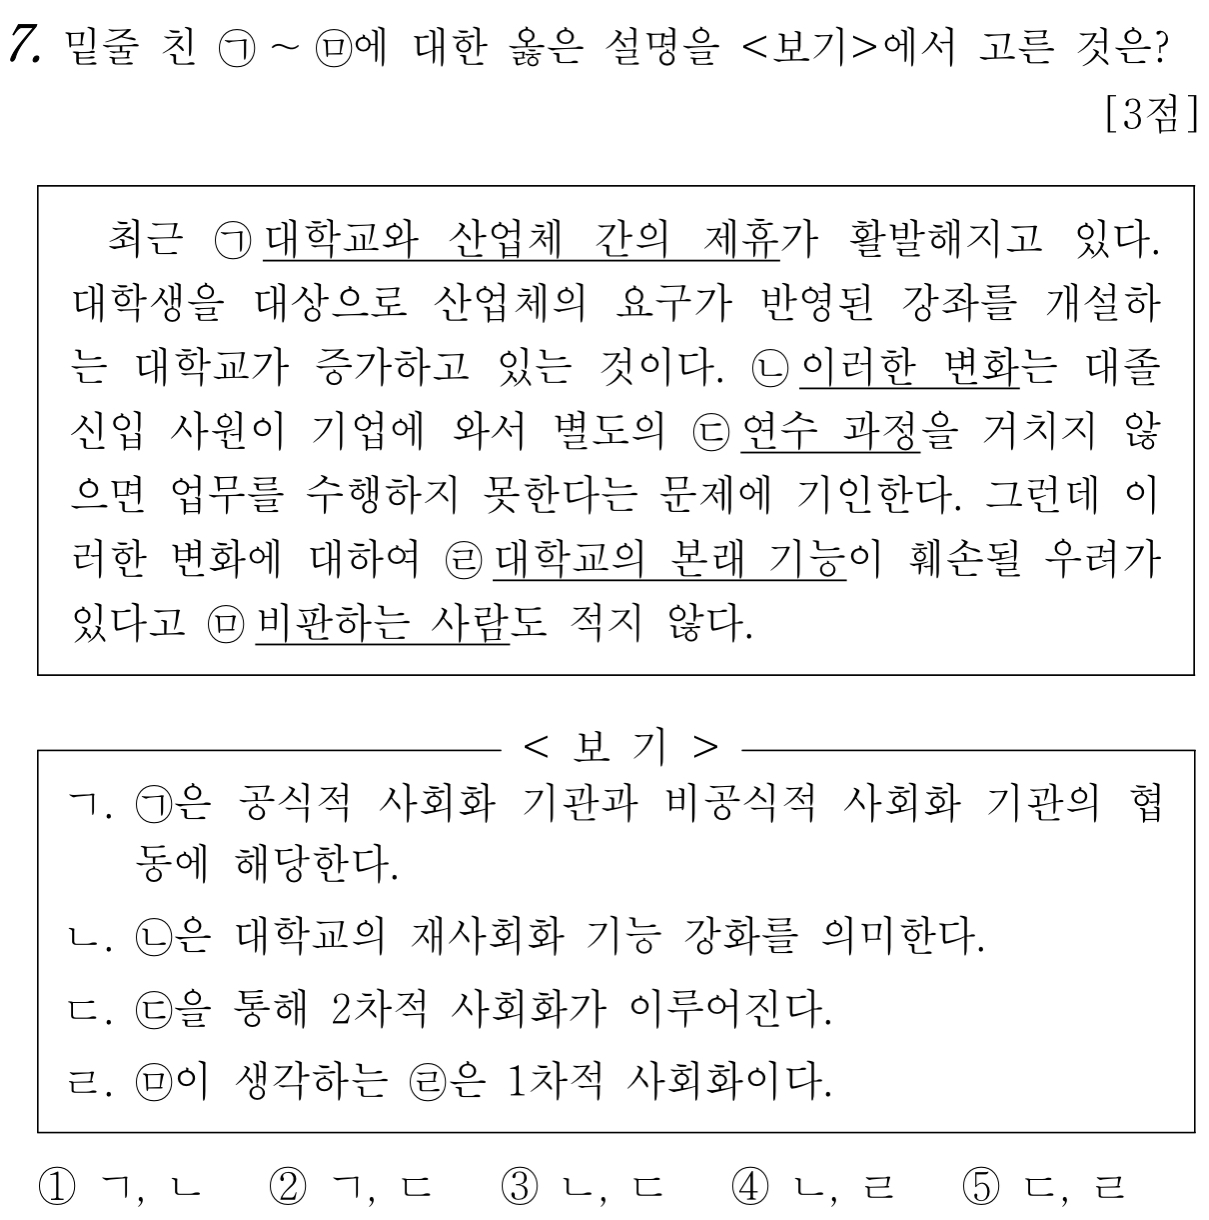 7. 밑줄 친 ㉠ ~ ㉤에 대한 옳은 설명을 <보기>에서 고른 것은?
[3점]
최근 ㉠대학교와 산업체 간의 제휴가 활발해지고 있다.
대학생을 대상으로 산업체의 요구가 반영된 강좌를 개설하
는 대학교가 증가하고 있는 것이다. ㉡이러한 변화는 대졸
신입 사원이 기업에 와서 별도의 ㉢연수 과정을 거치지 않
으면 업무를 수행하지 못한다는 문제에 기인한다. 그런데 이
러한 변화에 대하여 ㉣대학교의 본래 기능이 훼손될 우려가
있다고 ㉤비판하는 사람도 적지 않다.
< 보 기 >
ㄱ. ㉠은 공식적 사회화 기관과 비공식적 사회화 기관의 협
동에 해당한다.
ㄴ. ㉡은 대학교의 재사회화 기능 강화를 의미한다.
ㄷ. ㉢을 통해 2차적 사회화가 이루어진다.
ㄹ. ㉤이 생각하는 ㉣은 1차적 사회화이다.
① ㄱ, ㄴ ② ㄱ, ㄷ ③ ㄴ, ㄷ ④ ㄴ, ㄹ ⑤ ㄷ, ㄹ